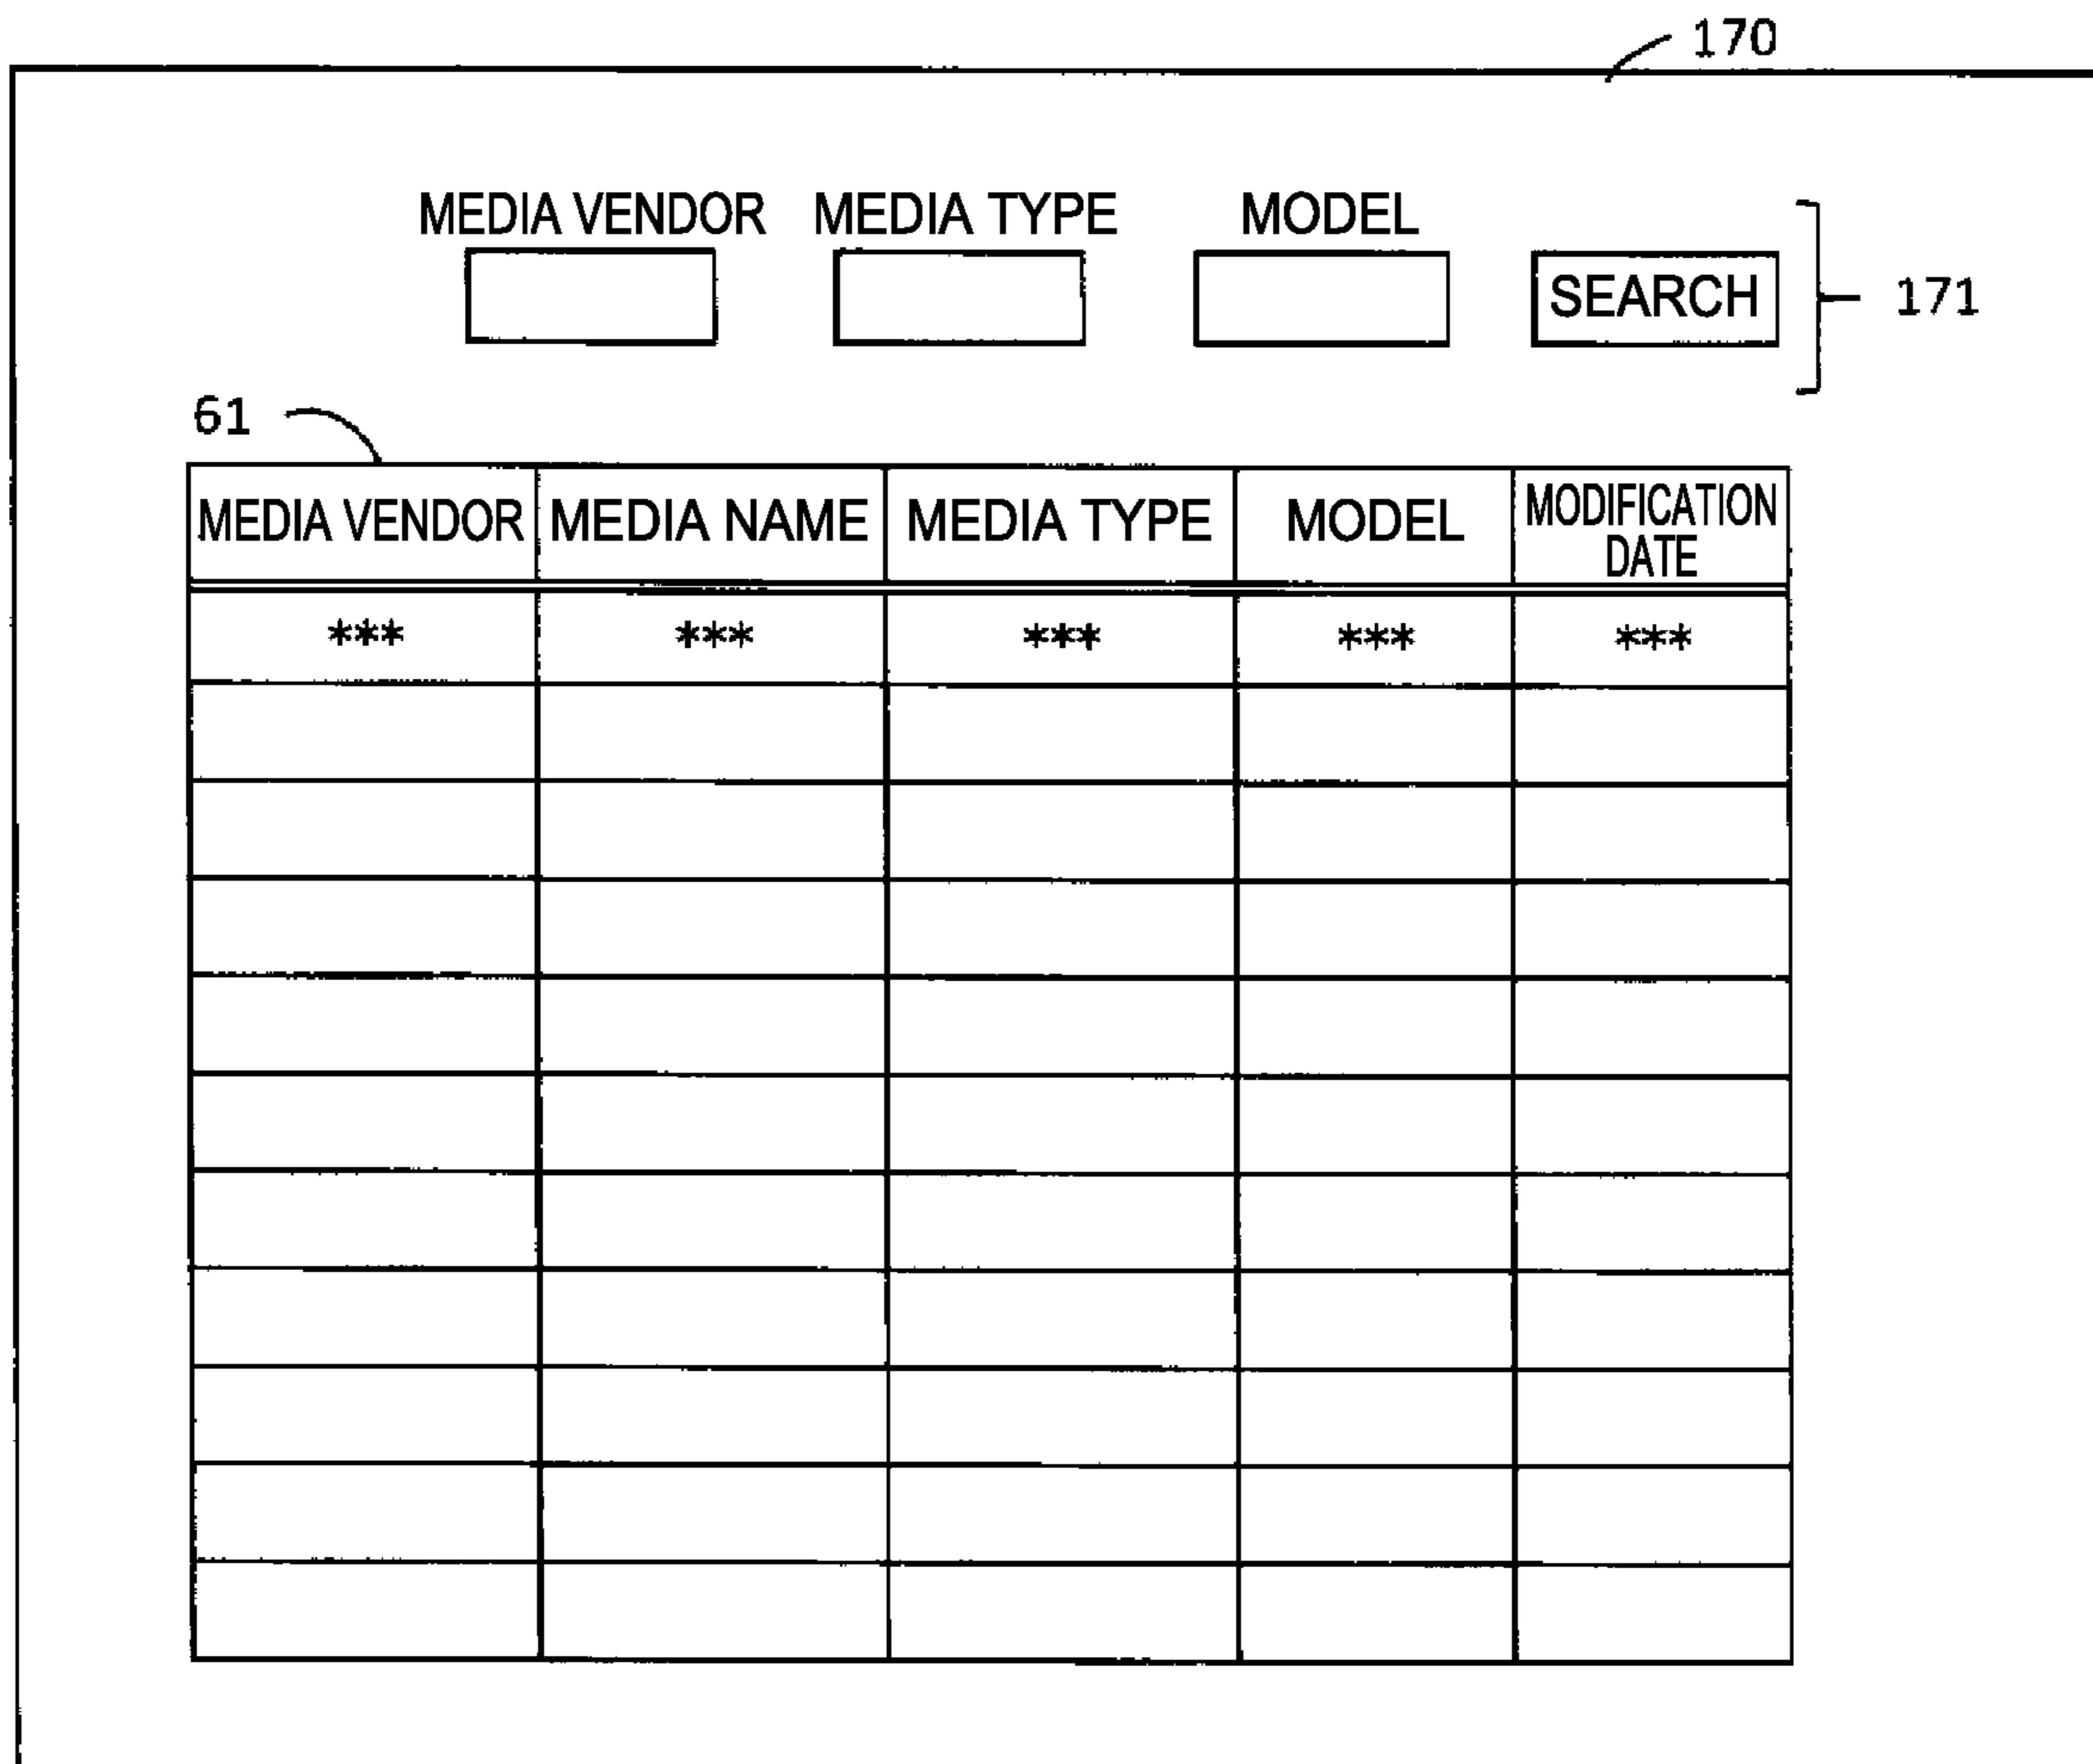 170
MEDIA VENDOR MEDIA TYPE MODEL
SEARCH
171
61
MEDIA VENDOR MEDIA NAME MEDIA TYPE MODEL MODIFICATION DATE
*** *** *** *** ***